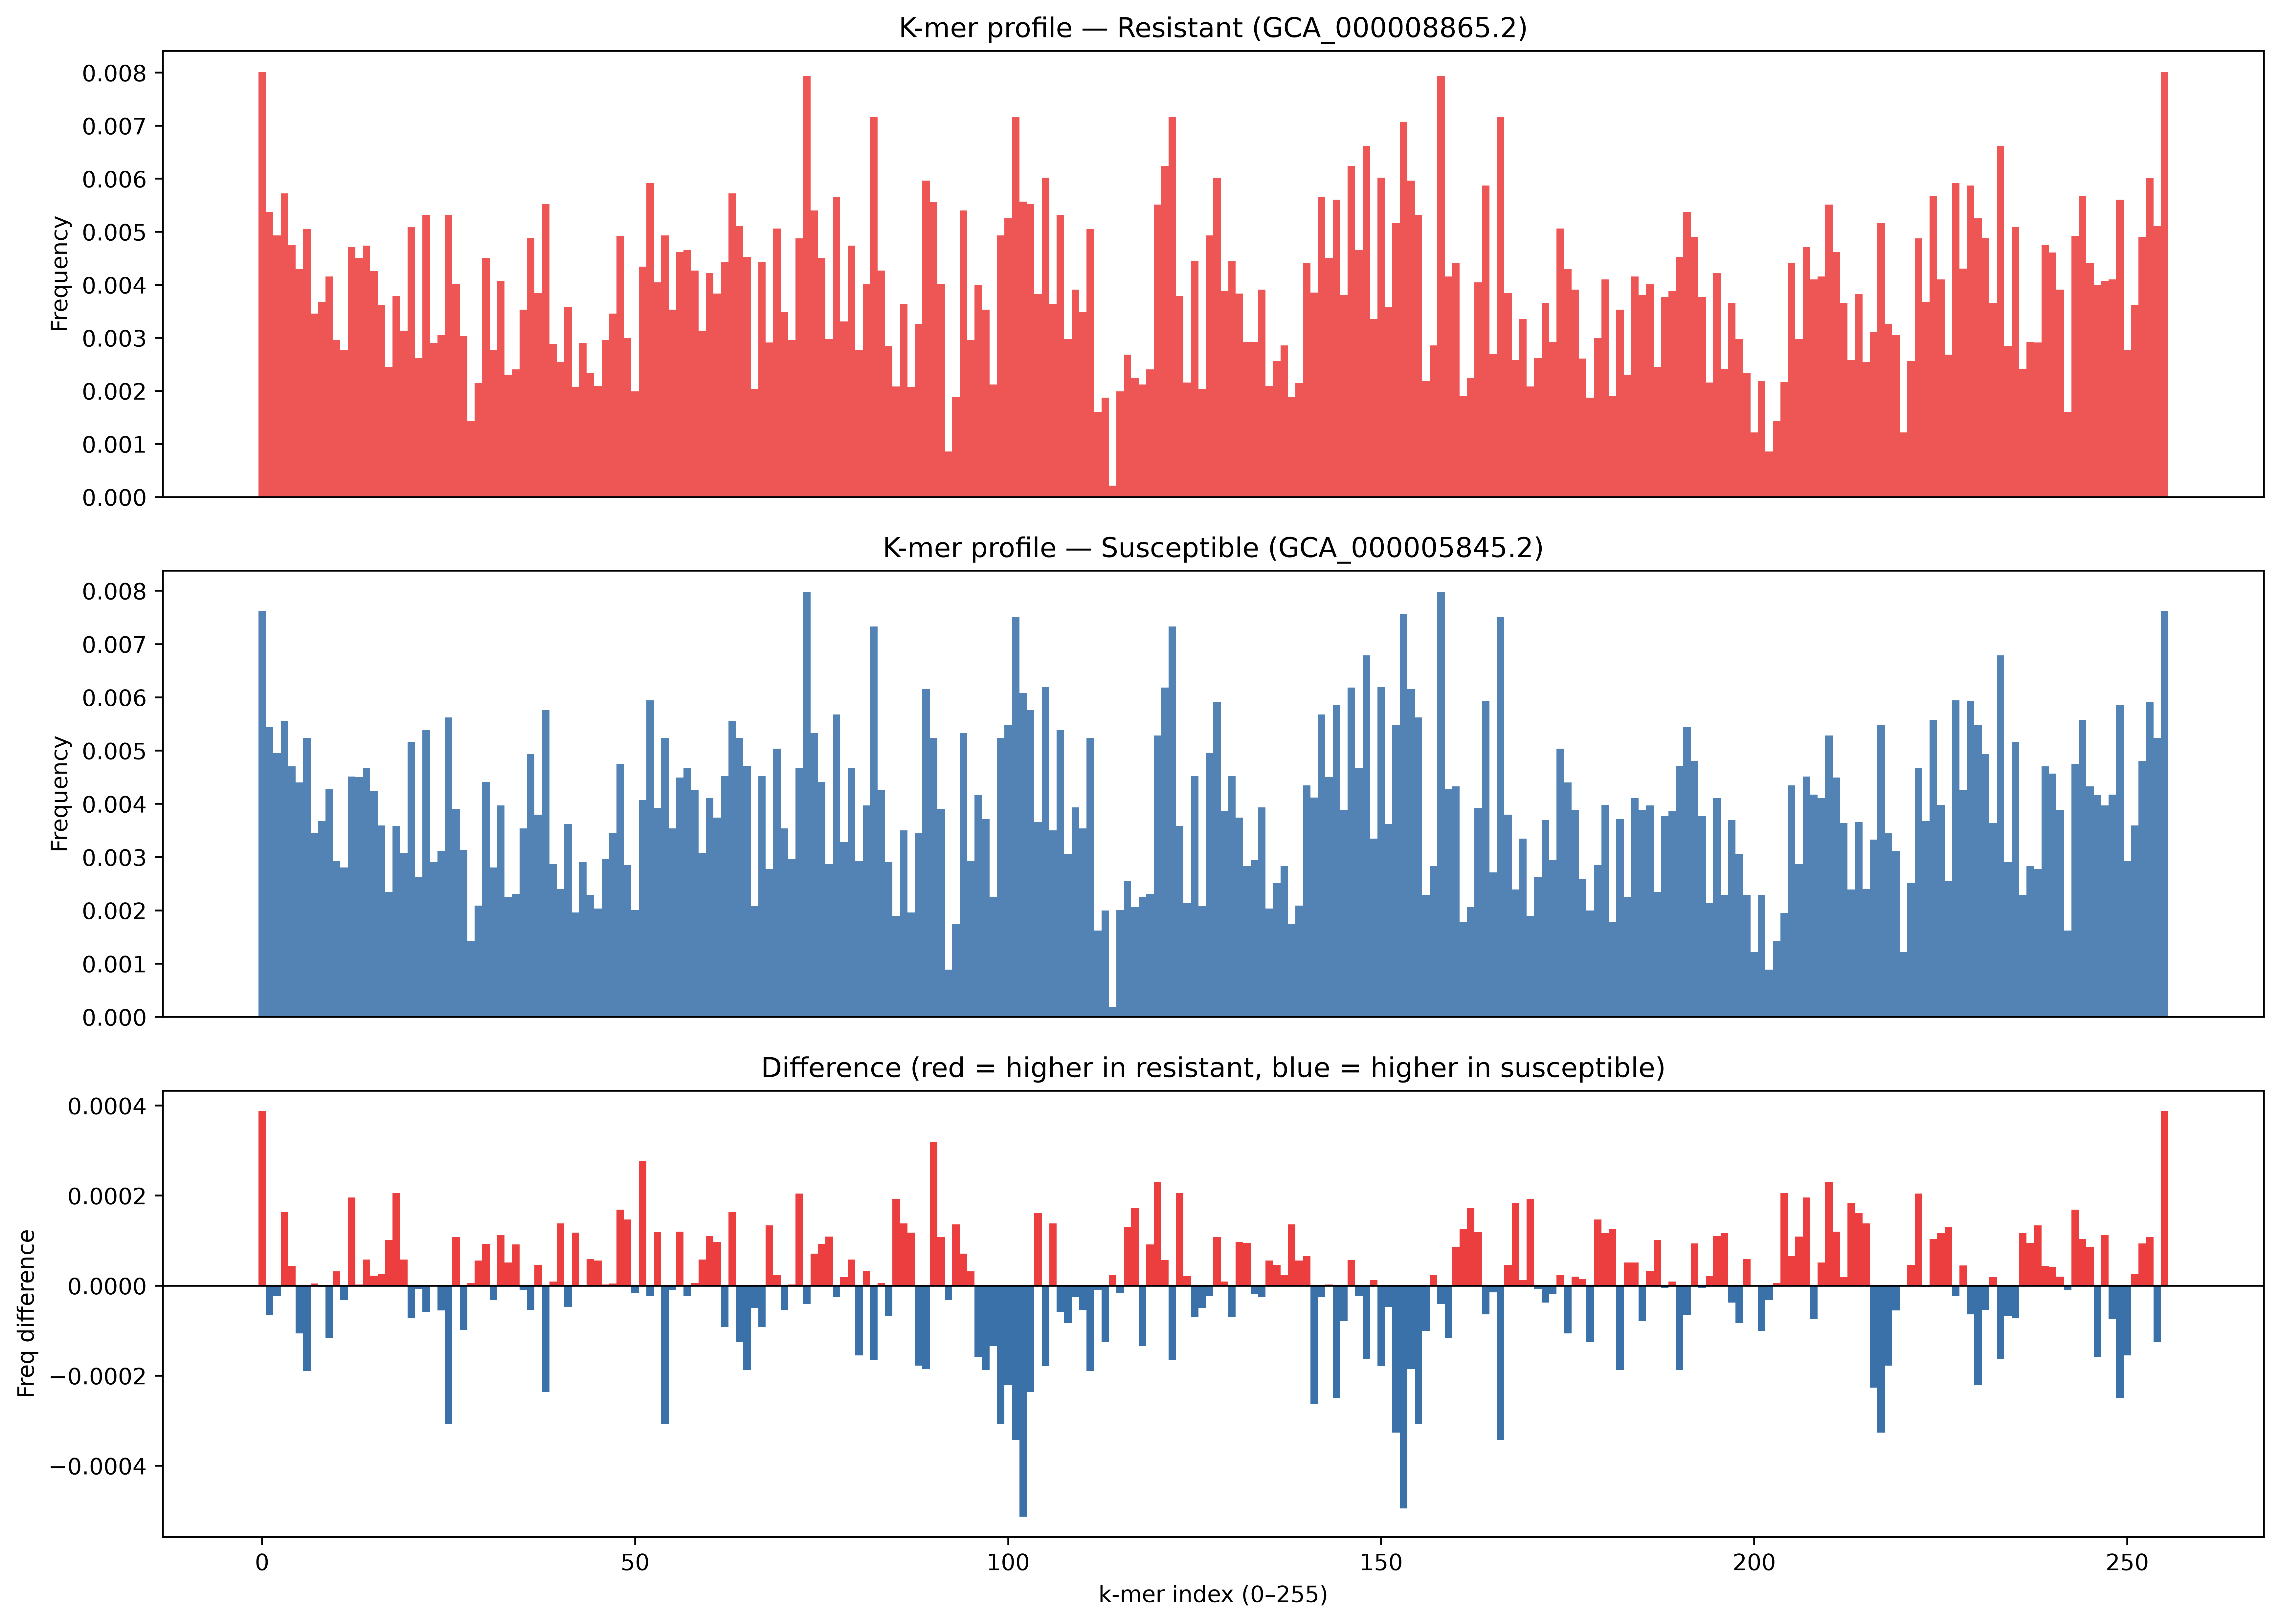 K-mer profile — Resistant (GCA_000008865.2)
0.008
0.007
0.006
0.005
0.004
0.003
0.002
0.001
0.000
Frequency
K-mer profile — Susceptible (GCA_000005845.2)
0.008
0.007
0.006
0.005
0.004
0.003
0.002
0.001
0.000
Frequency
Difference (red = higher in resistant, blue = higher in susceptible)
0.0004
0.0002
0.0000
−0.0002
−0.0004
Freq difference
0 50 100 150 200 250
k-mer index (0–255)